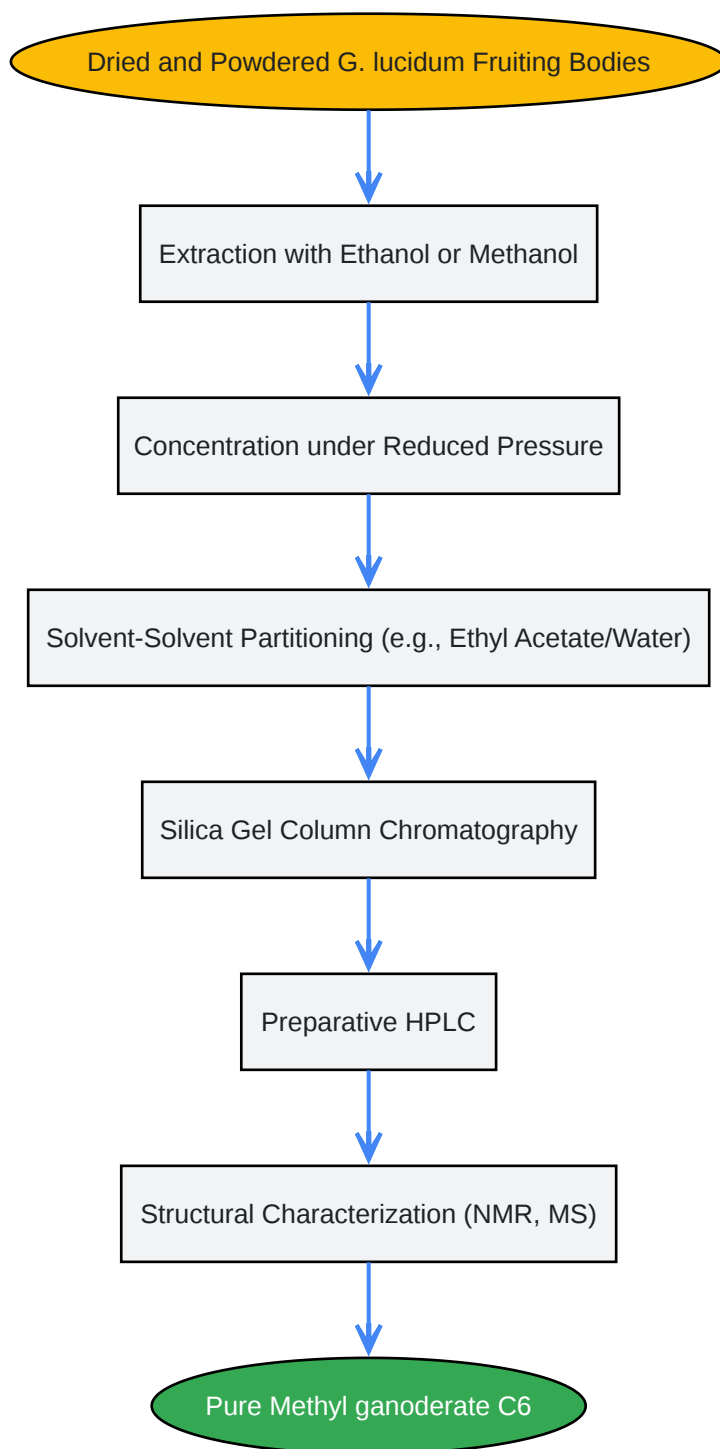 Dried and Powdered G. lucidum Fruiting Bodies
Extraction with Ethanol or Methanol
Concentration under Reduced Pressure
Solvent-Solvent Partitioning (e.g., Ethyl Acetate/Water)
Silica Gel Column Chromatography
Preparative HPLC
Structural Characterization (NMR, MS)
Pure Methyl ganoderate C6